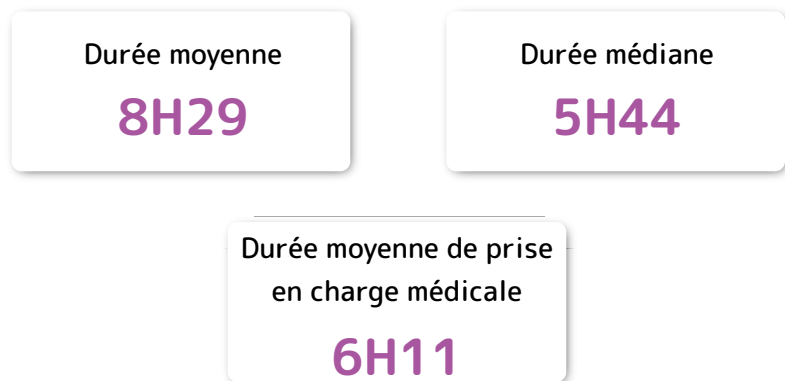 Durée moyenne
8H29
Durée médiane
5H44
Durée moyenne de prise
en charge médicale
6H11